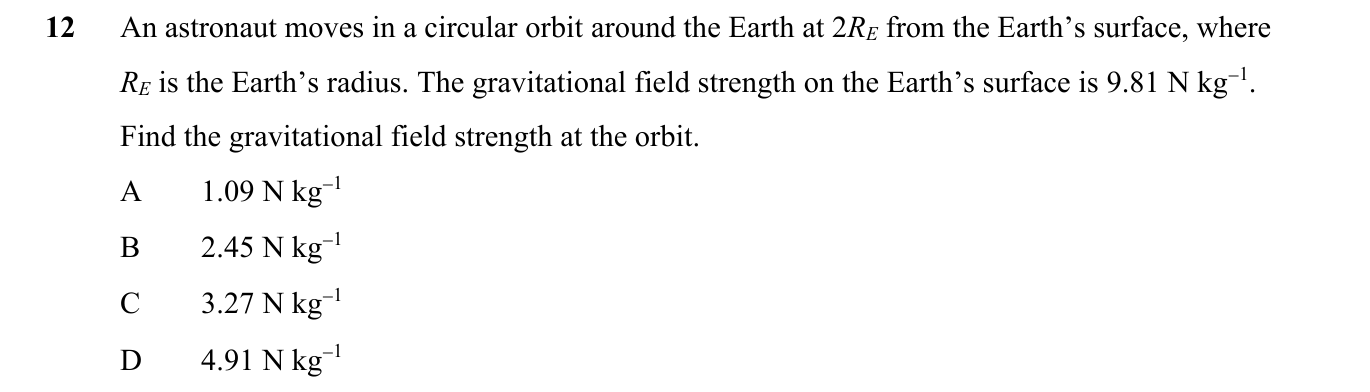 12 An astronaut moves in a circular orbit around the Earth at 2R_E from the Earth’s surface, where
R_E is the Earth’s radius. The gravitational field strength on the Earth’s surface is 9.81 N kg⁻¹.
Find the gravitational field strength at the orbit.
A 1.09 N kg⁻¹
B 2.45 N kg⁻¹
C 3.27 N kg⁻¹
D 4.91 N kg⁻¹